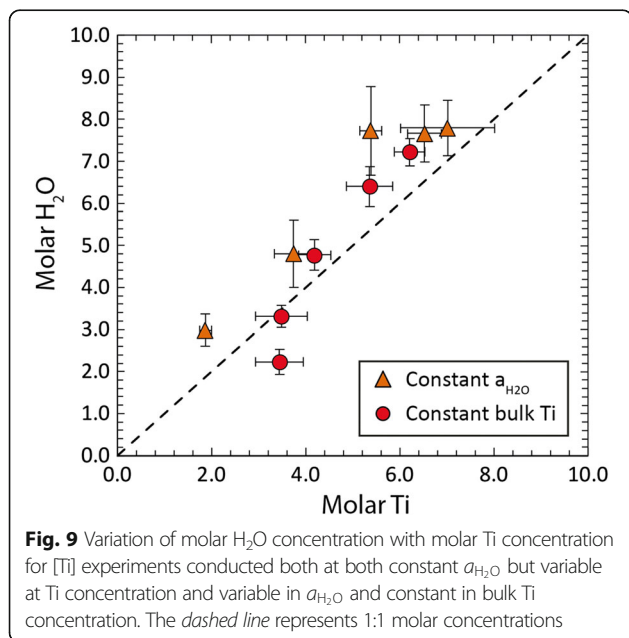 10.0
9.0
8.0
7.0
6.0
5.0
4.0
3.0
2.0
1.0
0.0
Molar H₂O
0.0 2.0 4.0 6.0 8.0 10.0
Molar Ti
Constant a_H2O
Constant bulk Ti
Fig. 9 Variation of molar H₂O concentration with molar Ti concentration
for [Ti] experiments conducted both at both constant a_H₂O but variable
at Ti concentration and variable in a_H₂O and constant in bulk Ti
concentration. The dashed line represents 1:1 molar concentrations